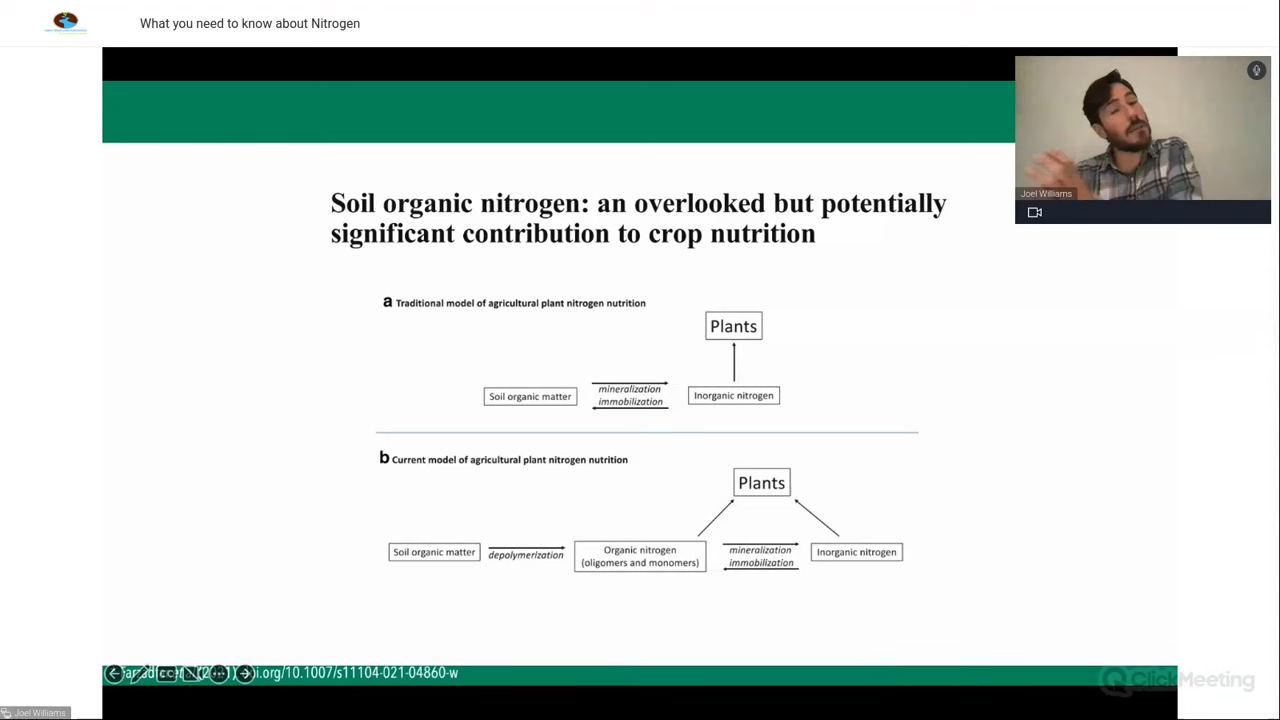 What you need to know about Nitrogen
Joel Williams
Soil organic nitrogen: an overlooked but potentially
significant contribution to crop nutrition
a Traditional model of agricultural plant nitrogen nutrition
Plants
Soil organic matter
mineralization
immobilization
Inorganic nitrogen
b Current model of agricultural plant nitrogen nutrition
Plants
Soil organic matter
depolymerization
Organic nitrogen
(oligomers and monomers)
mineralization
immobilization
Inorganic nitrogen
oi.org/10.1007/s11104-021-04860-w
ClickMeeting
Joel Williams